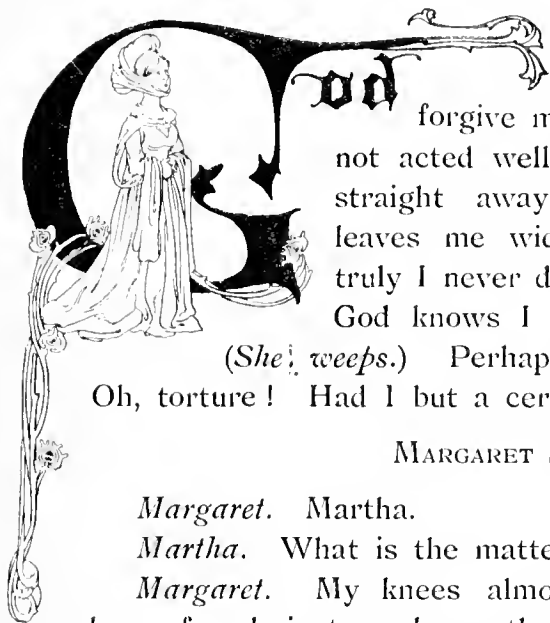 God
forgive m
not acted well
straight away
leaves me wid
truly I never d
God knows I
(She weeps.) Perhap
Oh, torture! Had I but a cer
MARGARET
Margaret. Martha.
Martha. What is the matte
Margaret. My knees almo